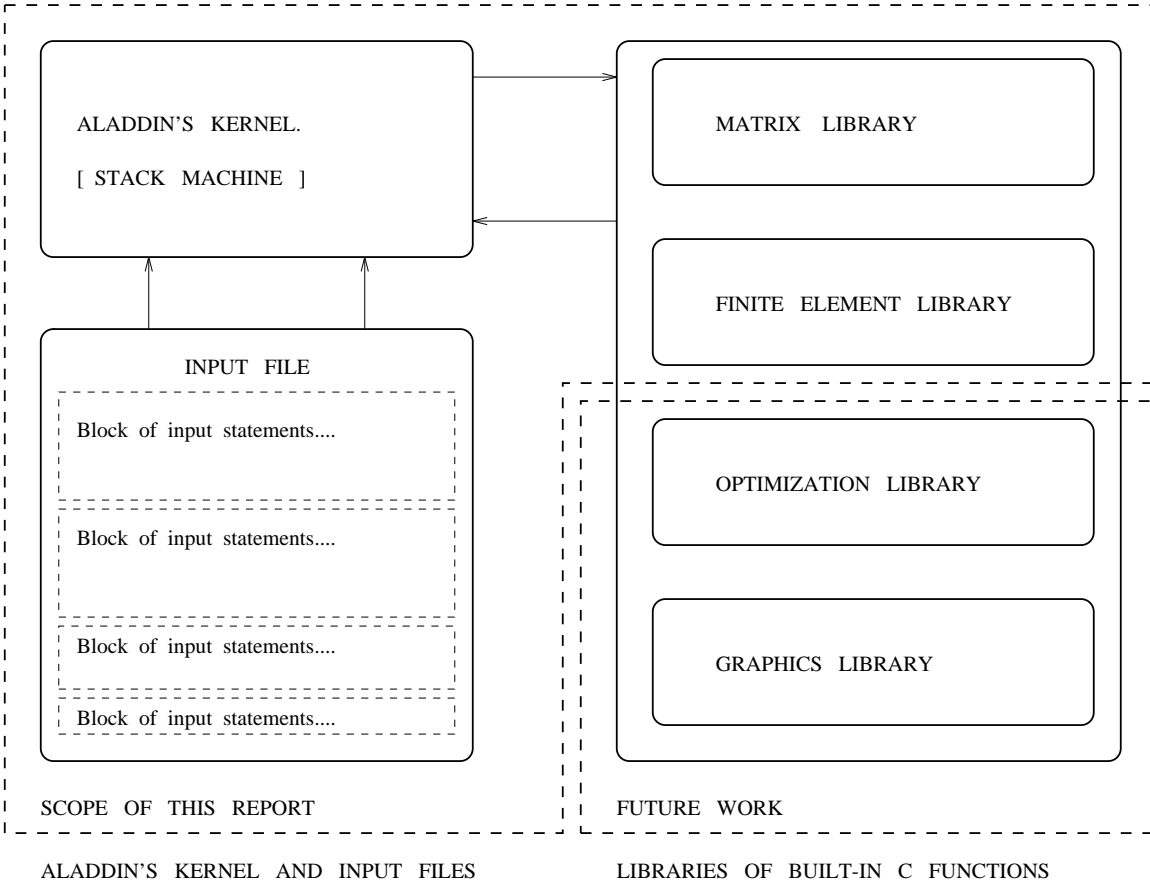 ALADDIN'S KERNEL.
[ STACK MACHINE ]
INPUT FILE
Block of input statements....
Block of input statements....
Block of input statements....
Block of input statements....
MATRIX LIBRARY
FINITE ELEMENT LIBRARY
OPTIMIZATION LIBRARY
GRAPHICS LIBRARY
SCOPE OF THIS REPORT
FUTURE WORK
ALADDIN'S KERNEL AND INPUT FILES
LIBRARIES OF BUILT-IN C FUNCTIONS